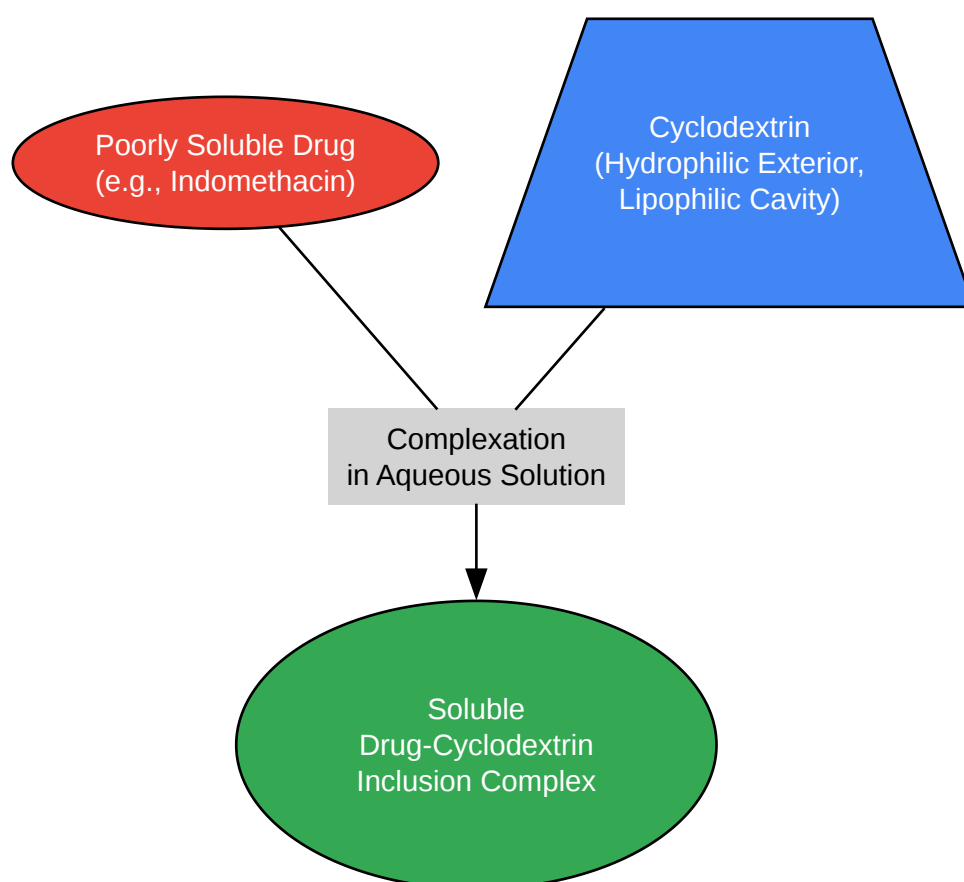 Poorly Soluble Drug
(e.g., Indomethacin)
Cyclodextrin
(Hydrophilic Exterior,
Lipophilic Cavity)
Complexation
in Aqueous Solution
Soluble
Drug-Cyclodextrin
Inclusion Complex